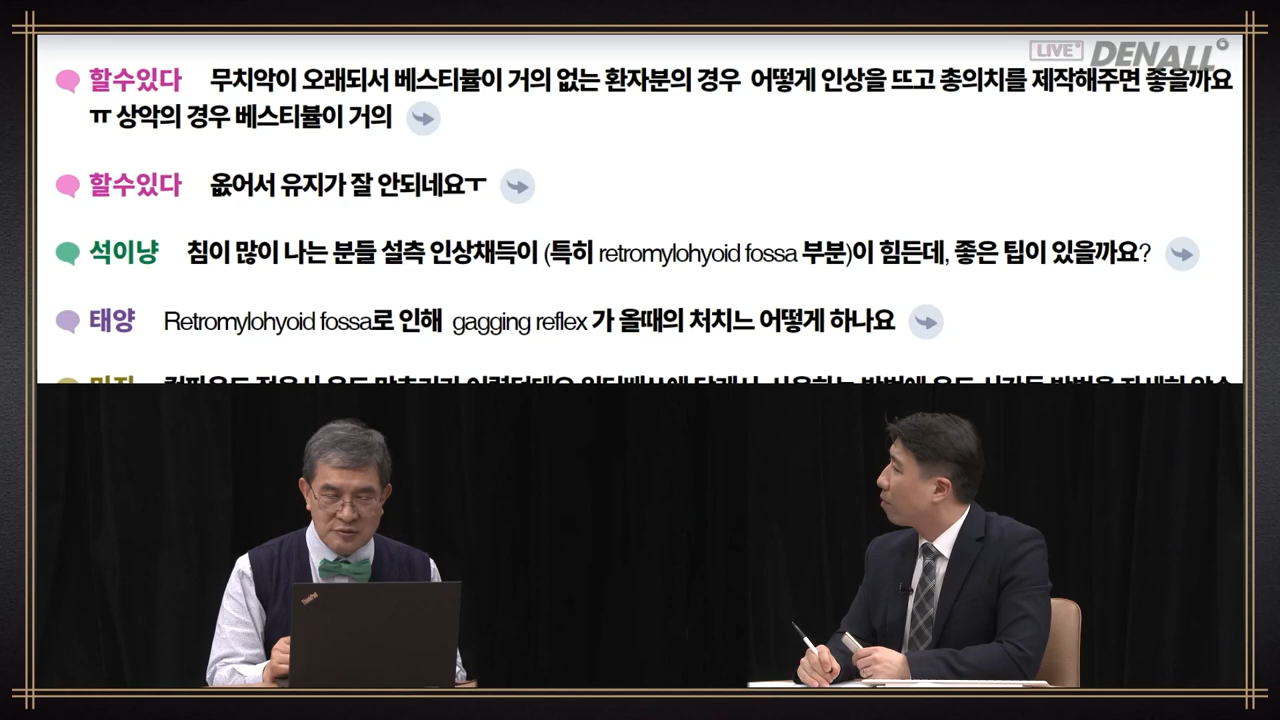 LIVE DENALL
할수있다 무치악이 오래되서 베스티뷸이 거의 없는 환자분의 경우 어떻게 인상을 뜨고 총의치를 제작해주면 좋을까요
ㅠ 상악의 경우 베스티뷸이 거의
할수있다 읎어서 유지가 잘 안되네요ㅜ
석이냥 침이 많이 나는 분들 설측 인상채득이 (특히 retromylohyoid fossa 부분)이 힘든데, 좋은 팁이 있을까요?
태양 Retromylohyoid fossa로 인해 gagging reflex 가 올때의 처치느 어떻게 하나요
ThinkPad